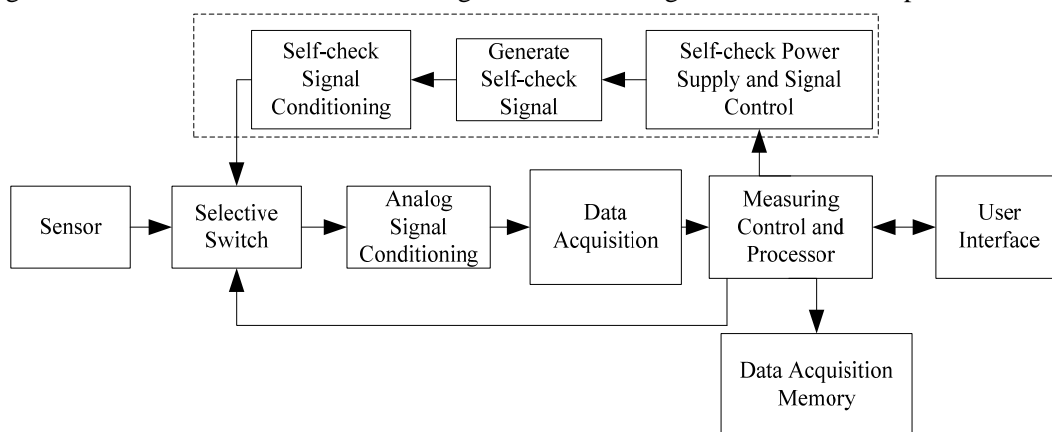 Self-check
Signal
Conditioning
Generate
Self-check
Signal
Self-check Power
Supply and Signal
Control
Sensor
Selective
Switch
Analog
Signal
Conditioning
Data
Acquisition
Measuring
Control and
Processor
User
Interface
Data Acquisition
Memory